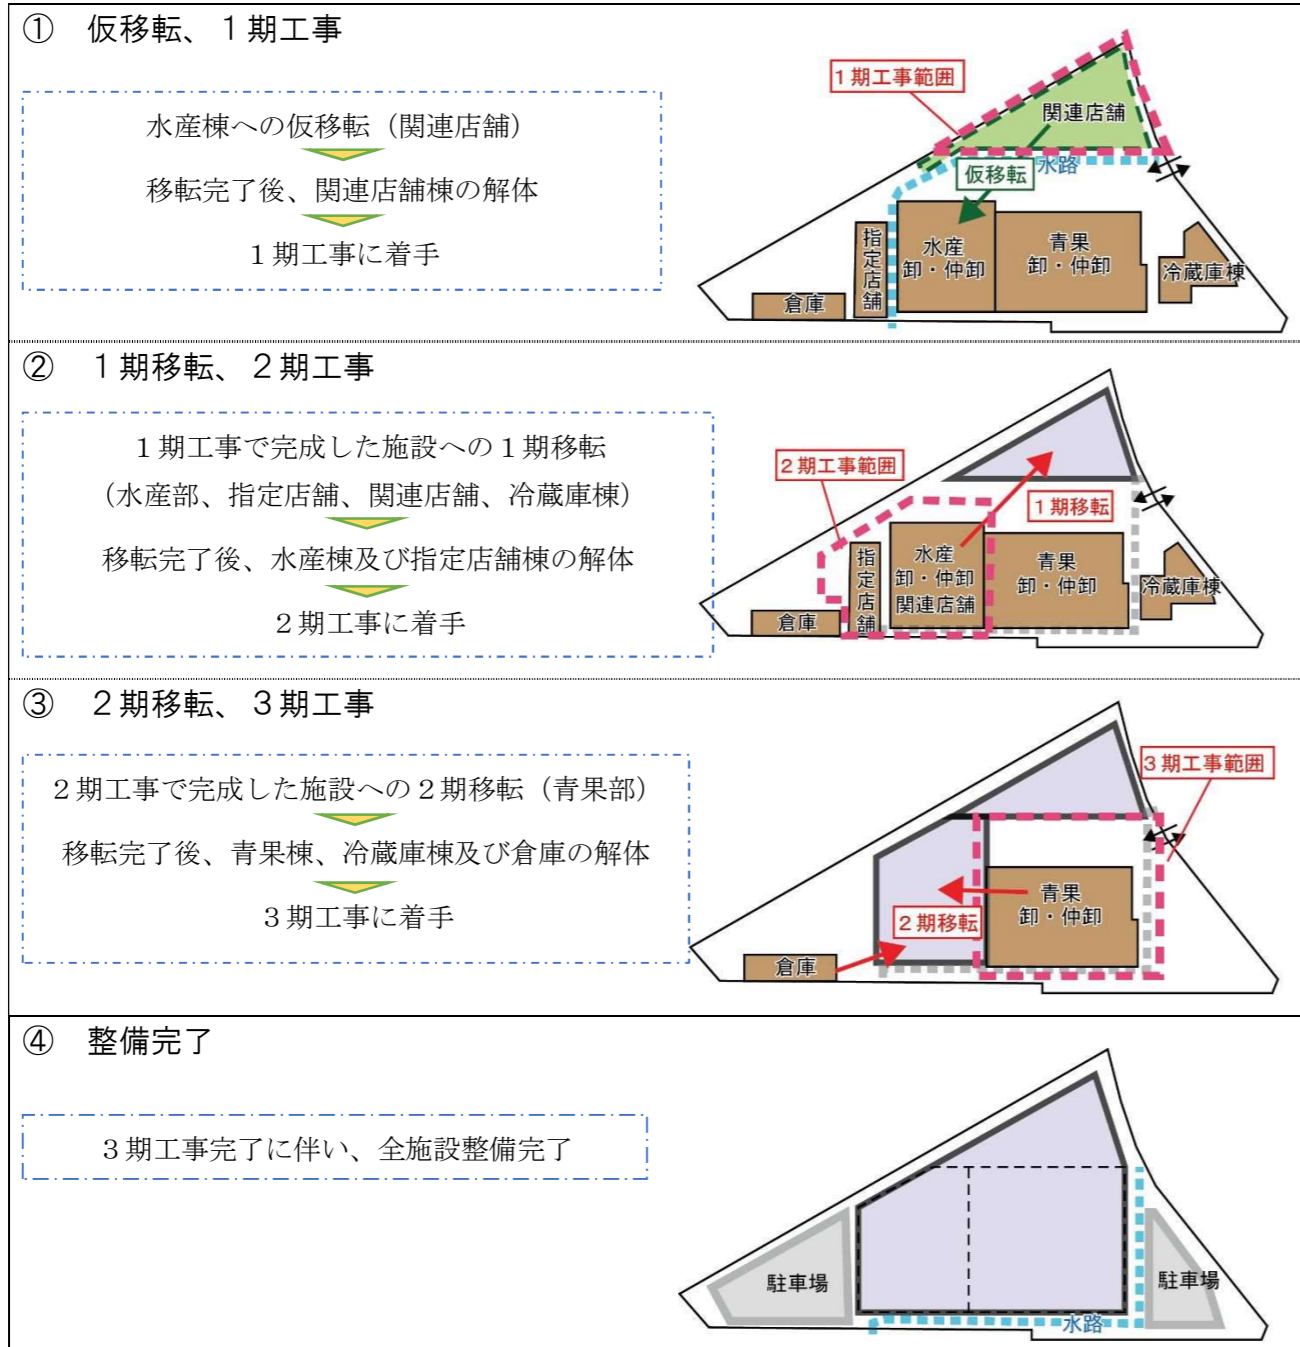 ① 仮移転、１期工事
水産棟への仮移転（関連店舗）
移転完了後、関連店舗棟の解体
１期工事に着手
１期工事範囲
関連店舗
水路
仮移転
指定店舗
水産
卸・仲卸
青果
卸・仲卸
冷蔵庫棟
倉庫
② １期移転、２期工事
１期工事で完成した施設への１期移転
（水産部、指定店舗、関連店舗、冷蔵庫棟）
移転完了後、水産棟及び指定店舗棟の解体
２期工事に着手
２期工事範囲
１期移転
指定店舗
水産
卸・仲卸
関連店舗
青果
卸・仲卸
冷蔵庫棟
倉庫
③ ２期移転、３期工事
２期工事で完成した施設への２期移転（青果部）
移転完了後、青果棟、冷蔵庫棟及び倉庫の解体
３期工事に着手
３期工事範囲
青果
卸・仲卸
２期移転
倉庫
④ 整備完了
３期工事完了に伴い、全施設整備完了
駐車場
駐車場
水路